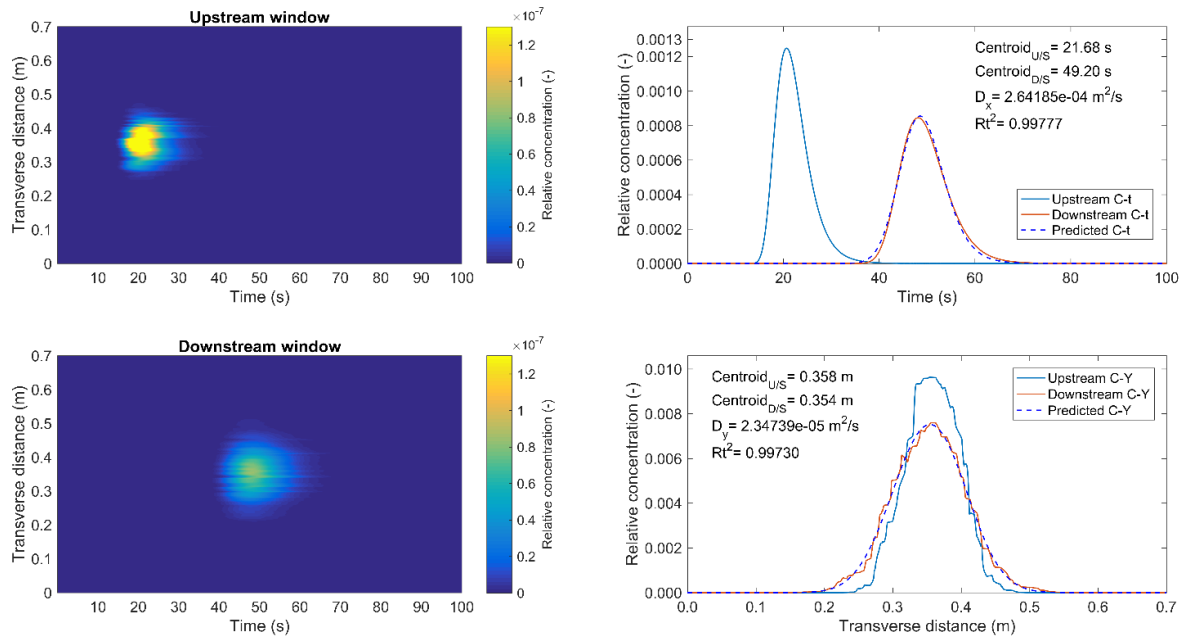 Upstream window
×10⁻⁷
0.7
0.6
0.5
0.4
0.3
0.2
0.1
0
Transverse distance (m)
10 20 30 40 50 60 70 80 90 100
Time (s)
1.2
1
0.8
0.6
0.4
0.2
0
Relative concentration (-)
0.0013
0.0012
0.0010
0.0008
0.0006
0.0004
0.0002
0.0000
Relative concentration (-)
Centroid_U/S= 21.68 s
Centroid_D/S= 49.20 s
D_x= 2.64185e-04 m²/s
Rt²= 0.99777
Upstream C-t
Downstream C-t
Predicted C-t
0 20 40 60 80 100
Time (s)
Downstream window
×10⁻⁷
0.7
0.6
0.5
0.4
0.3
0.2
0.1
0
Transverse distance (m)
10 20 30 40 50 60 70 80 90 100
Time (s)
1.2
1
0.8
0.6
0.4
0.2
0
Relative concentration (-)
0.010
0.008
0.006
0.004
0.002
0.000
Relative concentration (-)
Centroid_U/S= 0.358 m
Centroid_D/S= 0.354 m
D_y= 2.34739e-05 m²/s
Rt²= 0.99730
Upstream C-Y
Downstream C-Y
Predicted C-Y
0.0 0.1 0.2 0.3 0.4 0.5 0.6 0.7
Transverse distance (m)